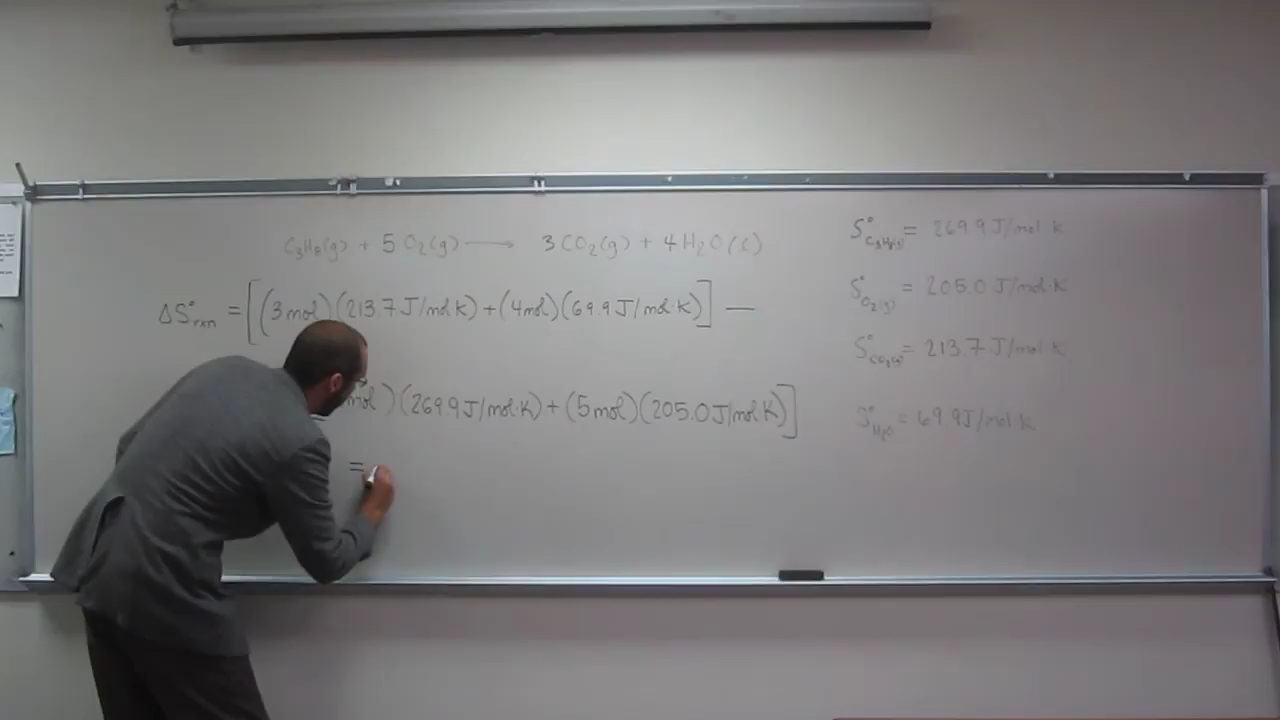 C₃H₈(g) + 5 O₂(g) ⟶ 3 CO₂(g) + 4 H₂O(ℓ)
ΔS°rxn = [(3 mol)(213.7 J/mol·K) + (4 mol)(69.9 J/mol·K)] —
mol)(269.9 J/mol·K) + (5 mol)(205.0 J/mol·K)]
=
S°C₃H₈(g) = 269.9 J/mol·K
S°O₂(g) = 205.0 J/mol·K
S°CO₂(g) = 213.7 J/mol·K
S°H₂O = 69.9 J/mol·K